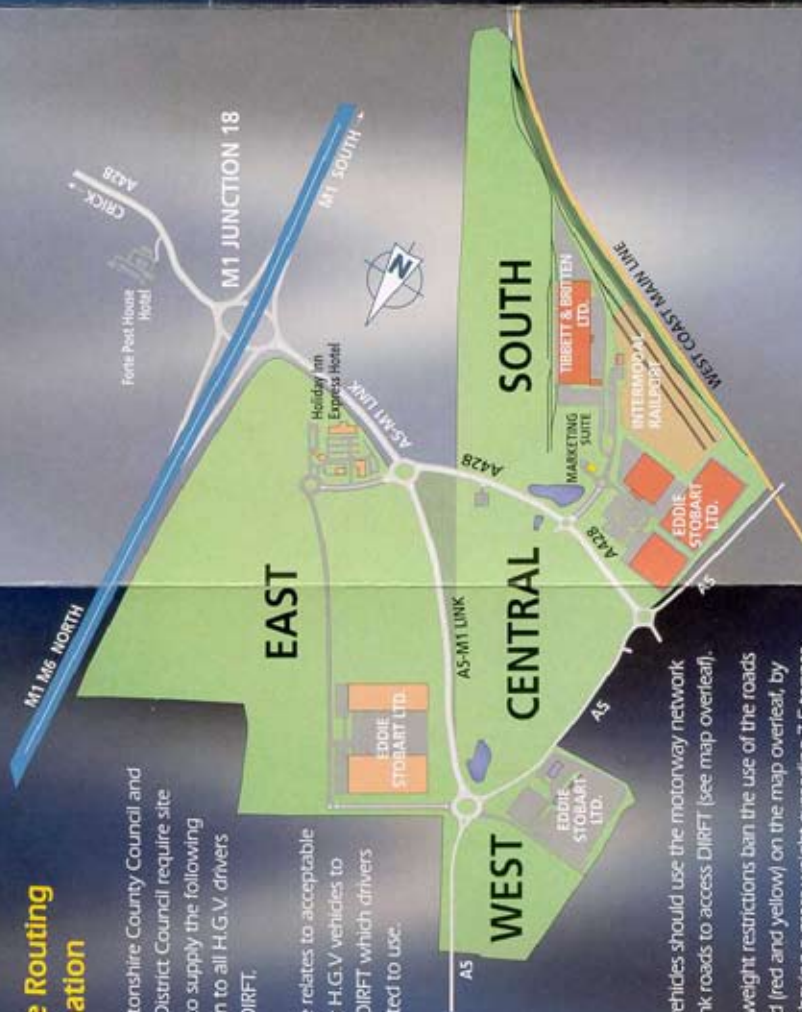 e Routing
ation
tonshire County Council and
District Council require site
o supply the following
n to all H.G.V. drivers
DIRFT.
e relates to acceptable
H.G.V vehicles to
DIRFT which drivers
ted to use.
ehicles should use the motorway network
nk roads to access DIRFT (see map overleaf).
weight restrictions ban the use of the roads
d (red and yellow) on the map overleaf, by
M1 M6 NORTH
M1 SOUTH
M1 JUNCTION 18
CRICK
A428
Forte Post House
Hotel
N
Holiday Inn
Express Hotel
A5-M1 LINK
EAST
EDDIE
STOBART LTD.
A5-M1 LINK
CENTRAL
A428
SOUTH
TIBBETT & BRITTEN
LTD.
MARKETING
SUITE
INTERMODAL
RAILPORT
WEST COAST MAIN LINE
A428
EDDIE
STOBART
LTD.
A5
A5
EDDIE
STOBART
LTD.
WEST
A5